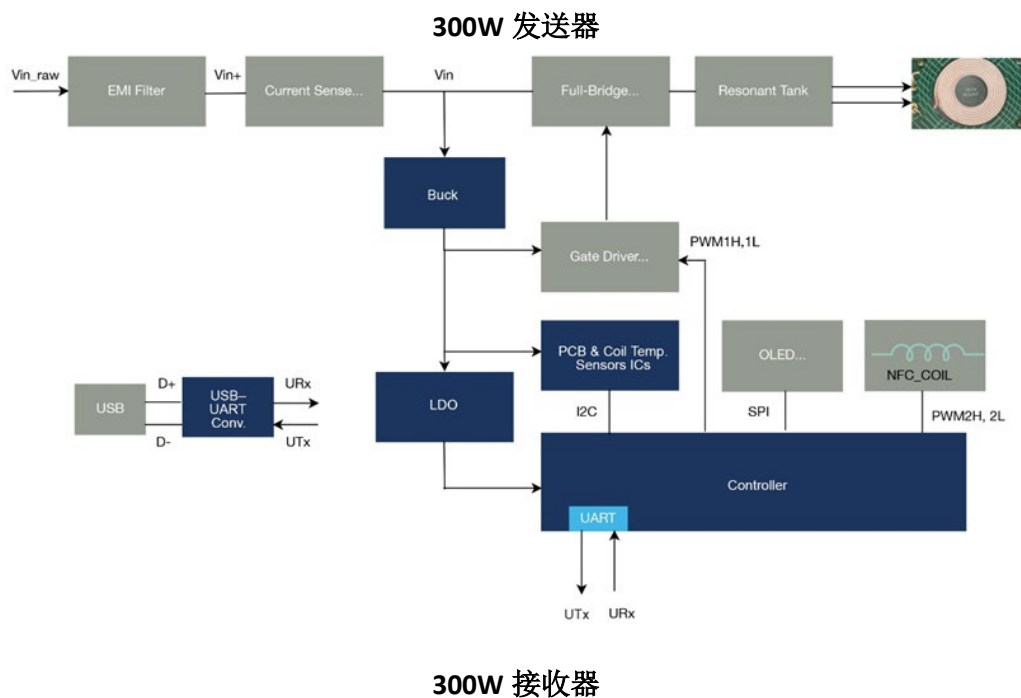 300W 发送器
Vin_raw
EMI Filter
Vin+
Current Sense...
Vin
Full-Bridge...
Resonant Tank
Buck
Gate Driver...
PWM1H,1L
PCB & Coil Temp.
Sensors ICs
OLED...
NFC_COIL
USB
D+
D-
USB–
UART
Conv.
URx
UTx
LDO
I2C
SPI
PWM2H, 2L
Controller
UART
UTx
URx
300W 接收器